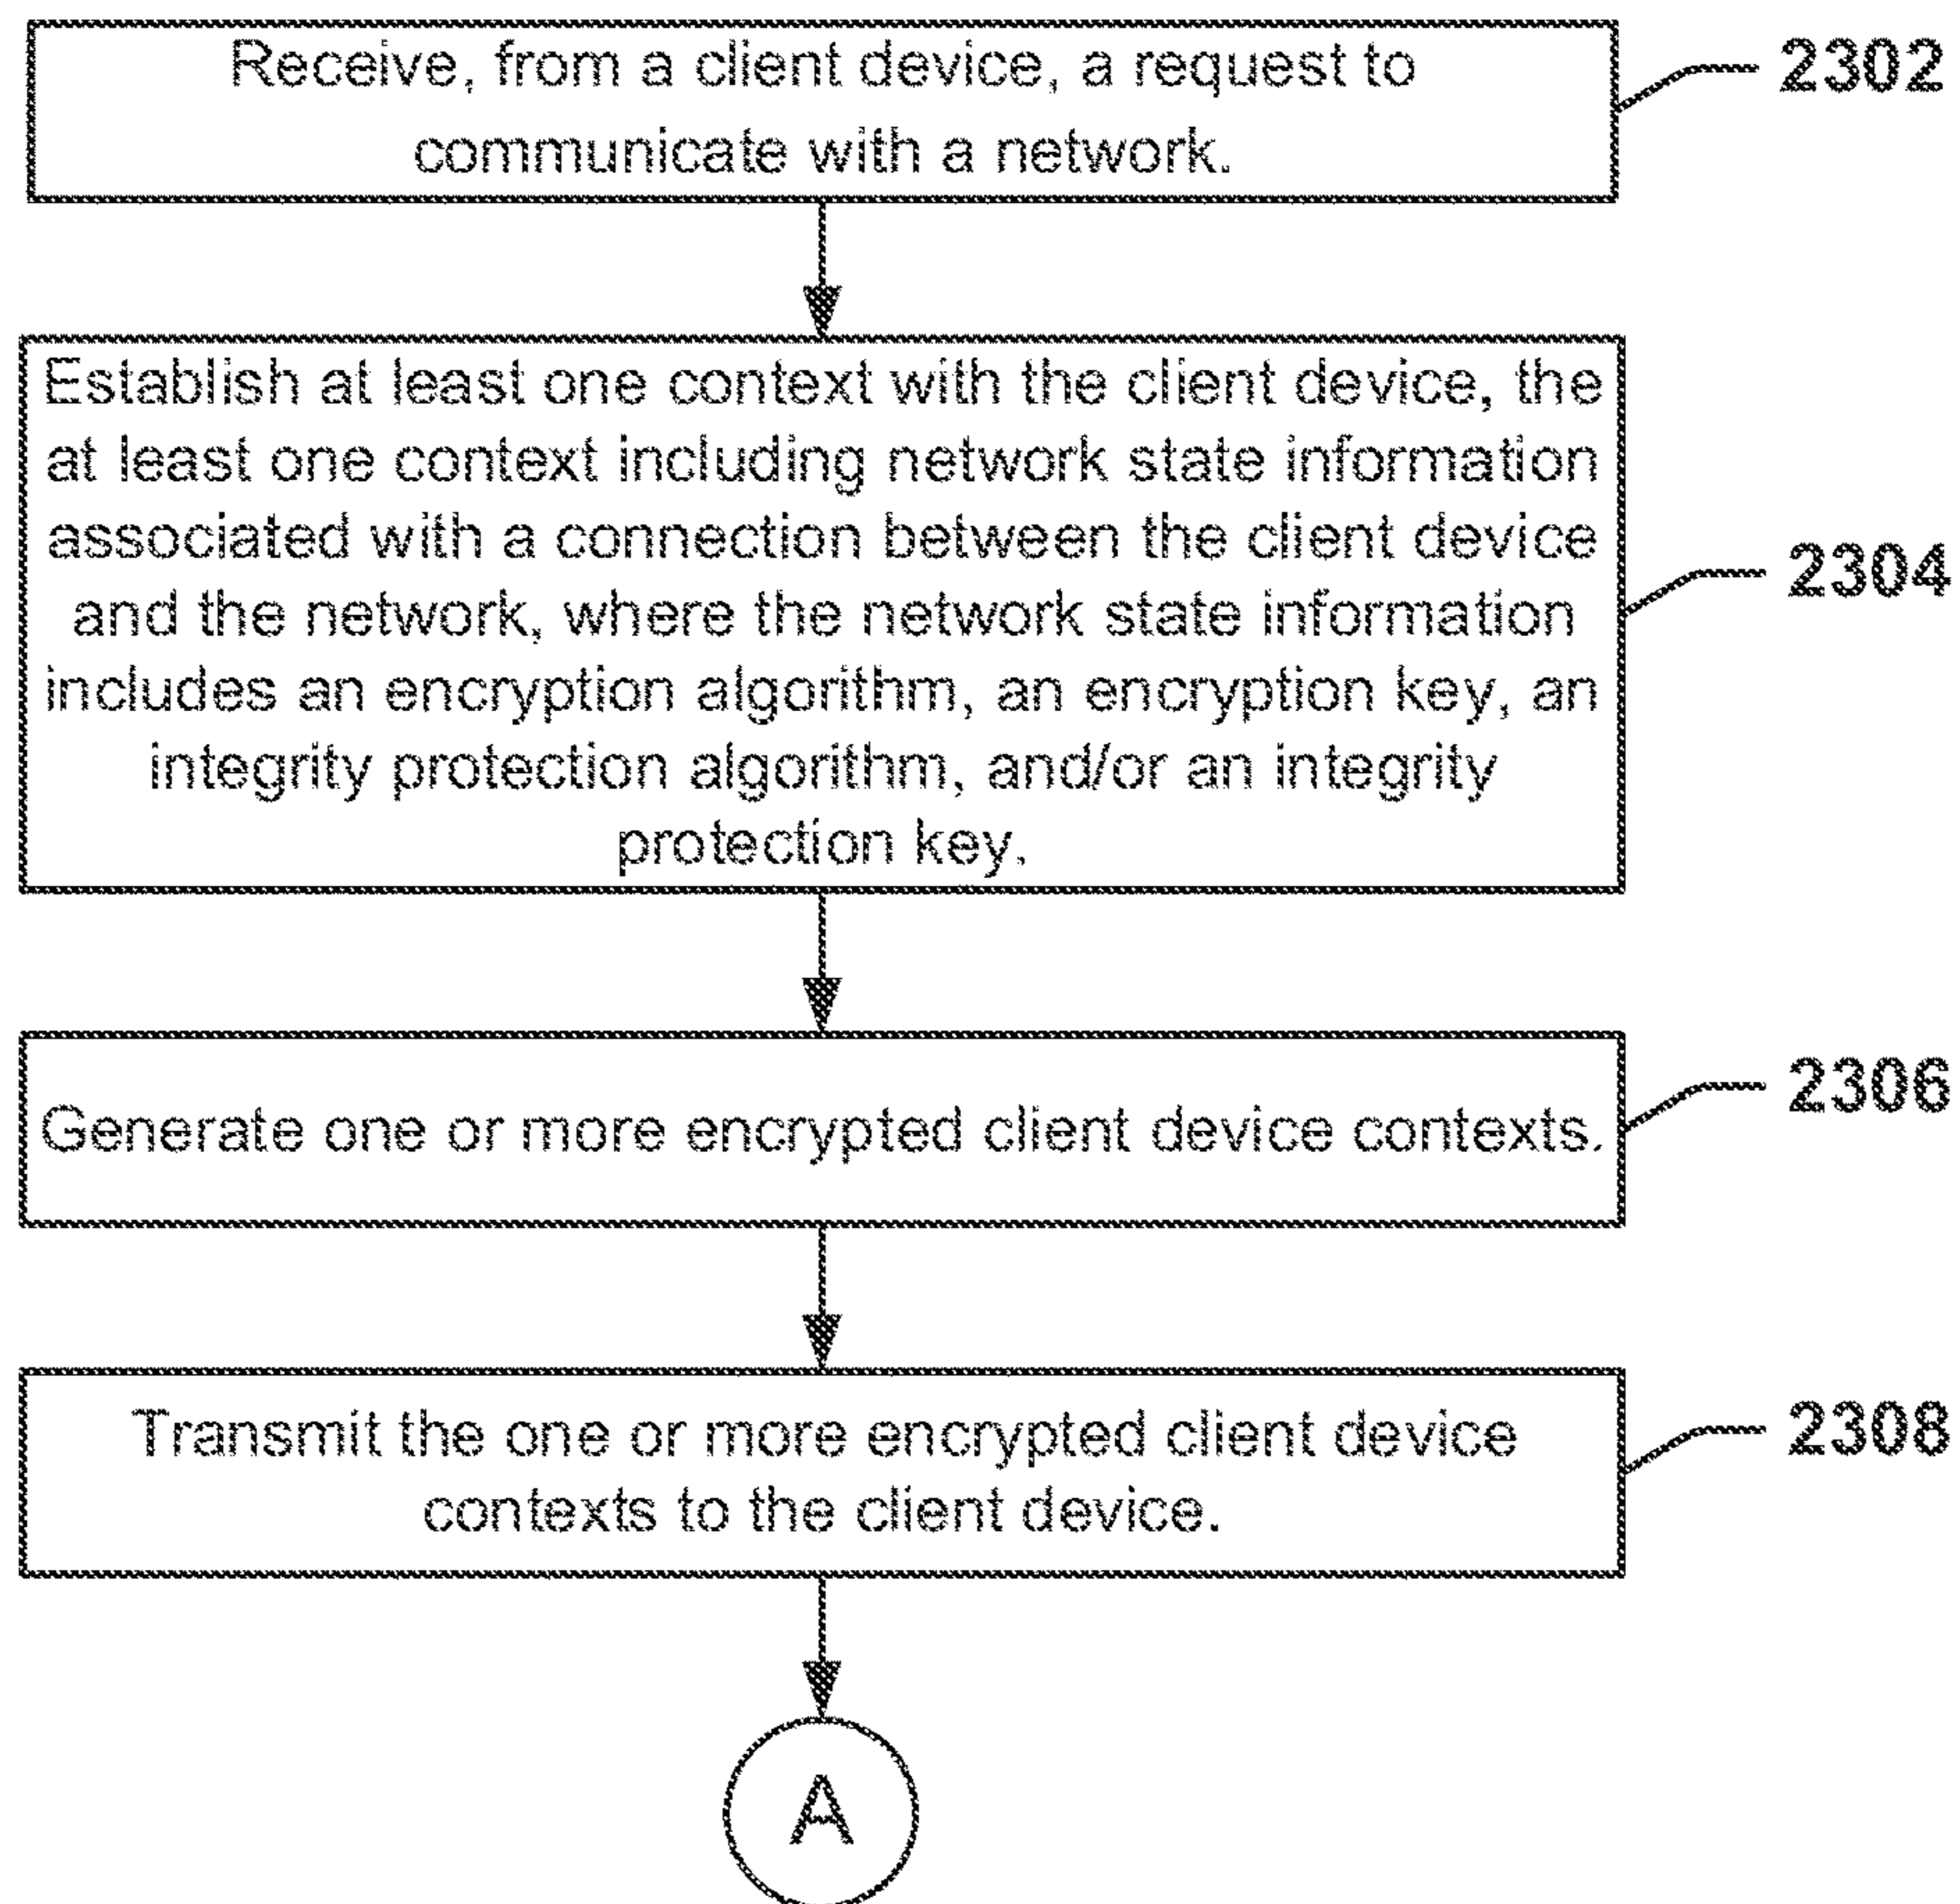 Receive, from a client device, a request to
communicate with a network.
2302
Establish at least one context with the client device, the
at least one context including network state information
associated with a connection between the client device
and the network, where the network state information
includes an encryption algorithm, an encryption key, an
integrity protection algorithm, and/or an integrity
protection key.
2304
Generate one or more encrypted client device contexts.
2306
Transmit the one or more encrypted client device
contexts to the client device.
2308
A